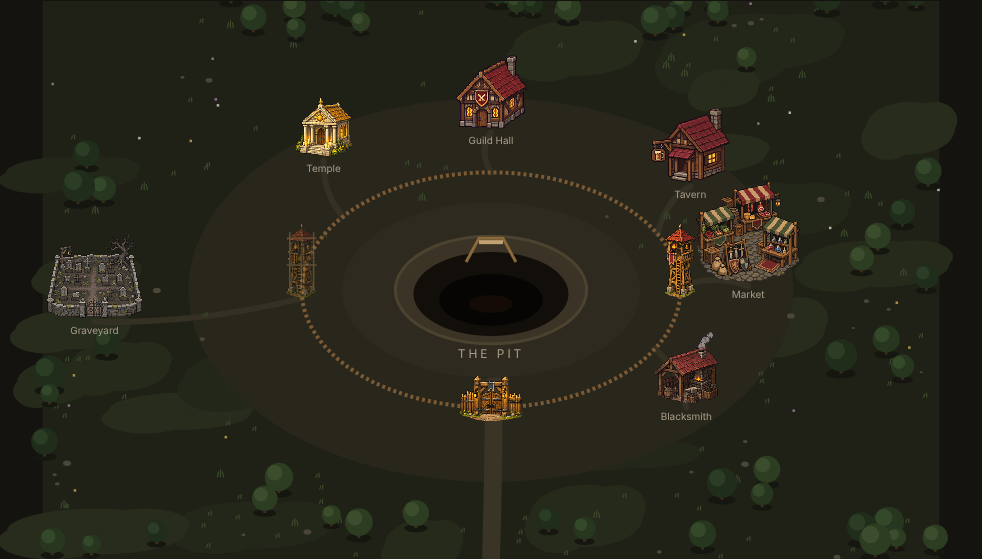 Guild Hall
Temple
Tavern
Market
Graveyard
THE PIT
Blacksmith